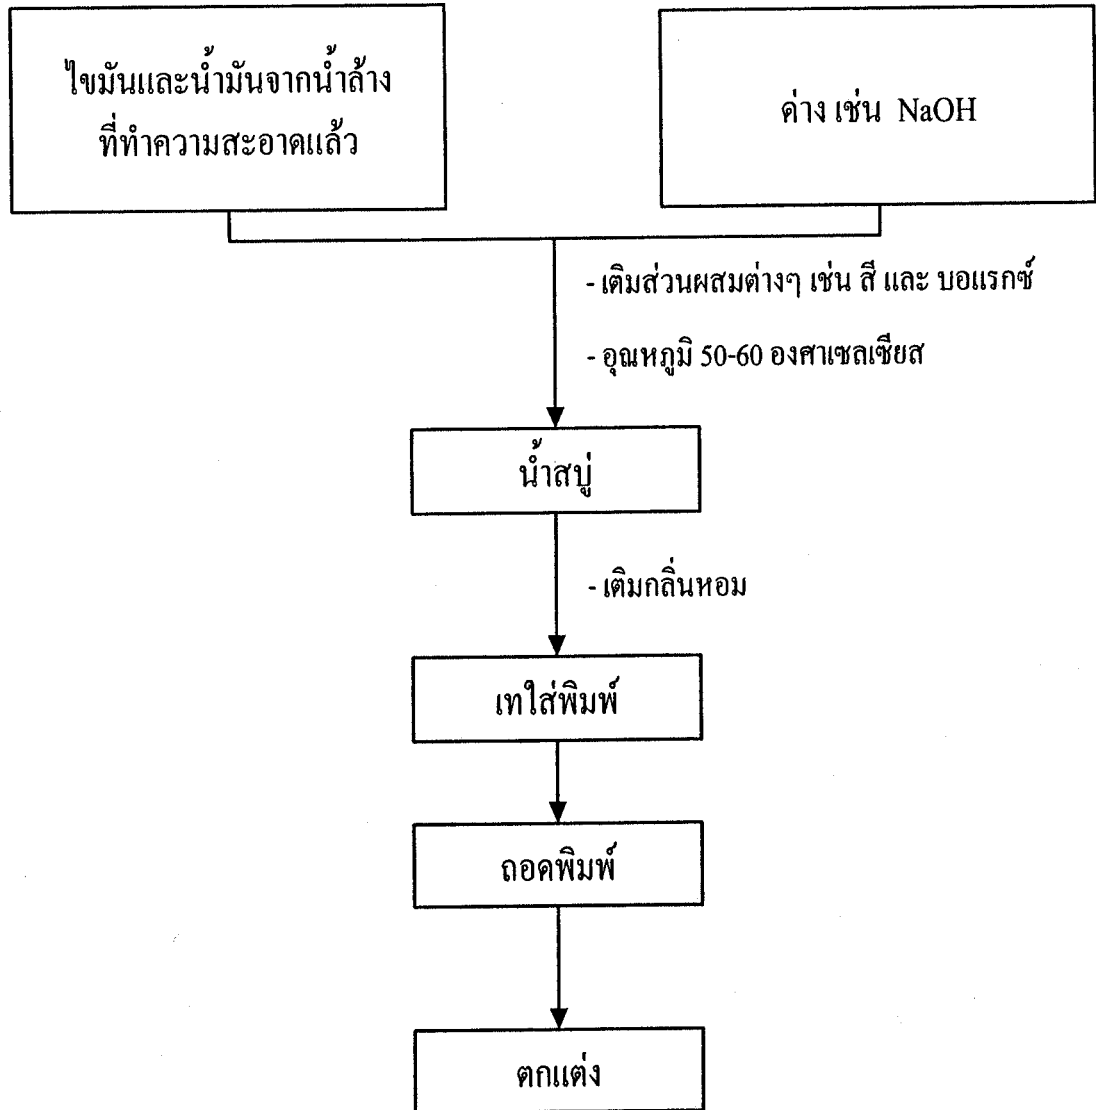 ไขมันและน้ำมันจากน้ำล้าง
ที่ทำความสะอาดแล้ว
ค่าง เช่น NaOH
- เติมส่วนผสมต่างๆ เช่น สี และ บอแรกซ์
- อุณหภูมิ 50-60 องศาเซลเซียส
น้ำสบู่
- เติมกลิ่นหอม
เทใส่พิมพ์
ถอดพิมพ์
ตกแต่ง